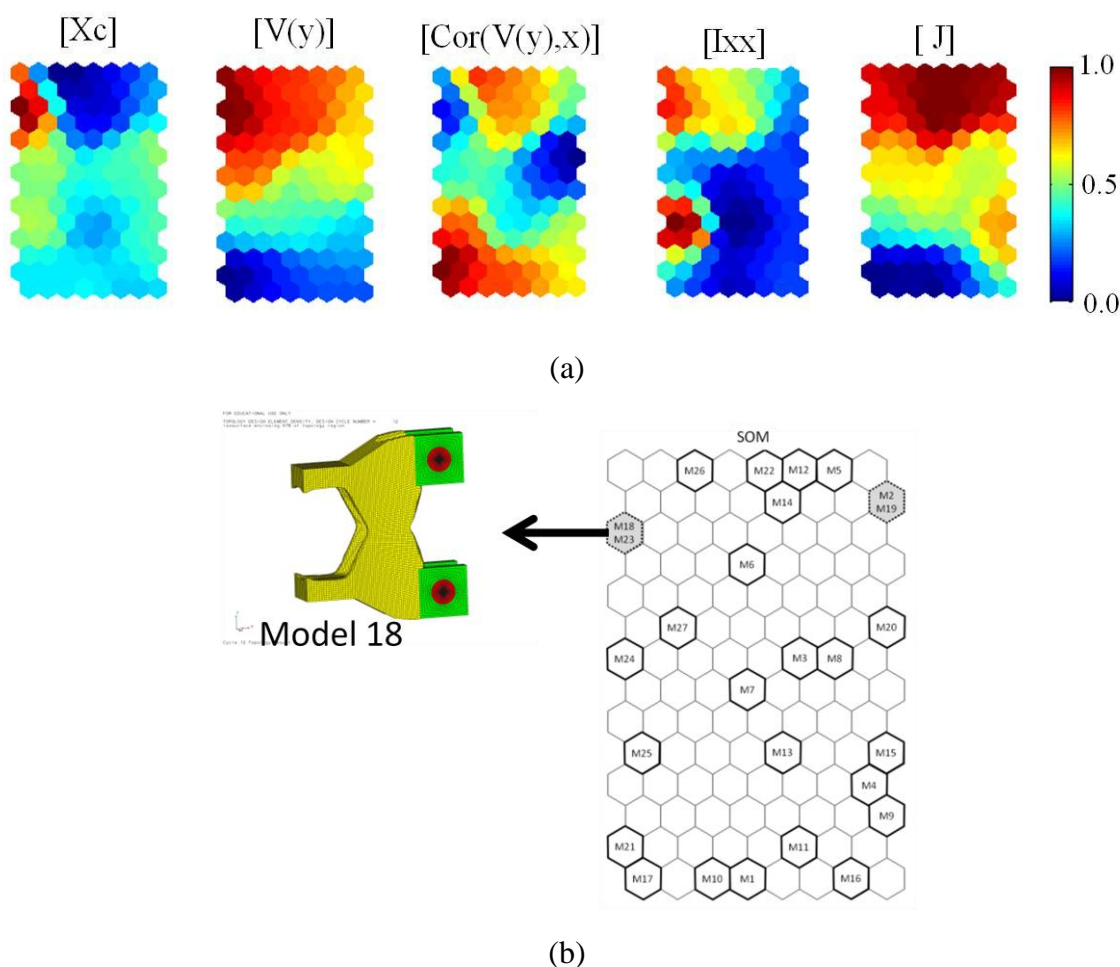 [Xc] [V(y)] [Cor(V(y),x)] [Ixx] [ J]
1.0
0.5
0.0
(a)
FOR EDUCATIONAL USE ONLY
SOM
M26 M22 M12 M5
M14
M2
M19
M18
M23
M6
M27 M20
M24 M3 M8
M7
M25 M13 M15
M4
M9
M21 M11
M17 M10 M1 M16
Model 18
(b)